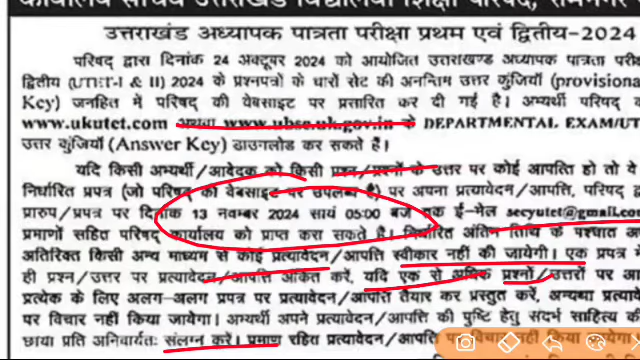 कार्यालय सचिव उत्तराखण्ड विद्यालयी शिक्षा परिषद्, रामनगर
उत्तराखण्ड अध्यापक पात्रता परीक्षा प्रथम एवं द्वितीय-2024
परिषद् द्वारा दिनांक 24 अक्टूबर 2024 को आयोजित उत्तराखण्ड अध्यापक पात्रता
द्वितीय (UTET-I & II) 2024 के प्रश्नपत्रों के चारों सेट की अनन्तिम उत्तर कुंजियाँ (provisiona
Key) जनहित में परिषद की वेबसाइट पर प्रसारित कर दी गई है। अभ्यर्थी परिषद
www.ukutet.com अथवा www.ubse.uk.gov.in के DEPARTMENTAL EXAM/UT
उत्तर कुंजियाँ (Answer Key) डाउनलोड कर सकते हैं।
यदि किसी अभ्यर्थी/आवेदक को किसी प्रश्न/प्रश्नों के उत्तर पर कोई आपत्ति हो तो वे
निर्धारित प्रपत्र (जो परिषद् की वेबसाइट पर उपलब्ध है) पर अपना प्रत्यावेदन/आपत्ति, परिषद्
प्रारुप/प्रपत्र पर दिनांक 13 नवम्बर 2024 सायं 05:00 बजे तक ई-मेल secyutet@gmail.com
प्रमाणों सहित परिषद् कार्यालय को प्राप्त करा सकते है। निर्धारित अंतिम तिथि के पश्चात
अतिरिक्त किसी अन्य माध्यम से कोई प्रत्यावेदन/आपत्ति स्वीकार नहीं की जायेगी। एक प्रपत्र
ही प्रश्न/उत्तर पर प्रत्यावेदन/आपत्ति अंकित करें, यदि एक से अधिक प्रश्नों/उत्तरों पर
प्रत्येक के लिए अलग-अलग प्रपत्र पर प्रत्यावेदन/आपत्ति तैयार कर प्रस्तुत करें, अन्यथा
पर विचार नहीं किया जायेगा। अभ्यर्थी अपने प्रत्यावेदन/आपत्ति की पुष्टि हेतु संदर्भ साहित्य
छाया प्रति अनिवार्यतः संलग्न करें। प्रमाण रहित प्रत्यावेदन/आपत्ति पर विचार नहीं किया जायेगा